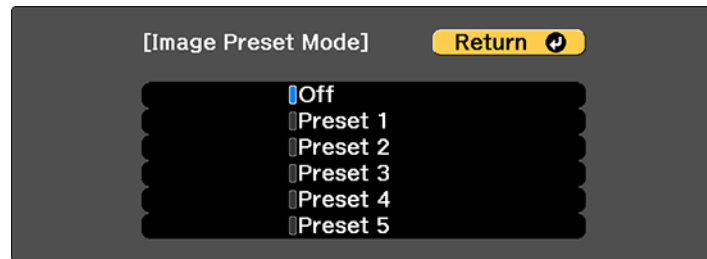 [Image Preset Mode] Return
Off
Preset 1
Preset 2
Preset 3
Preset 4
Preset 5